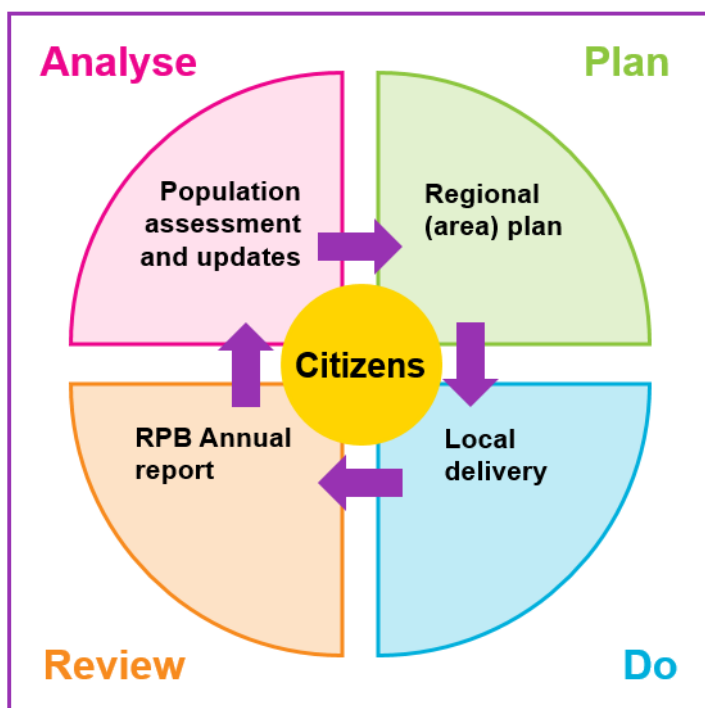 Analyse
Plan
Population
assessment
and updates
Regional
(area) plan
Citizens
RPB Annual
report
Local
delivery
Review
Do